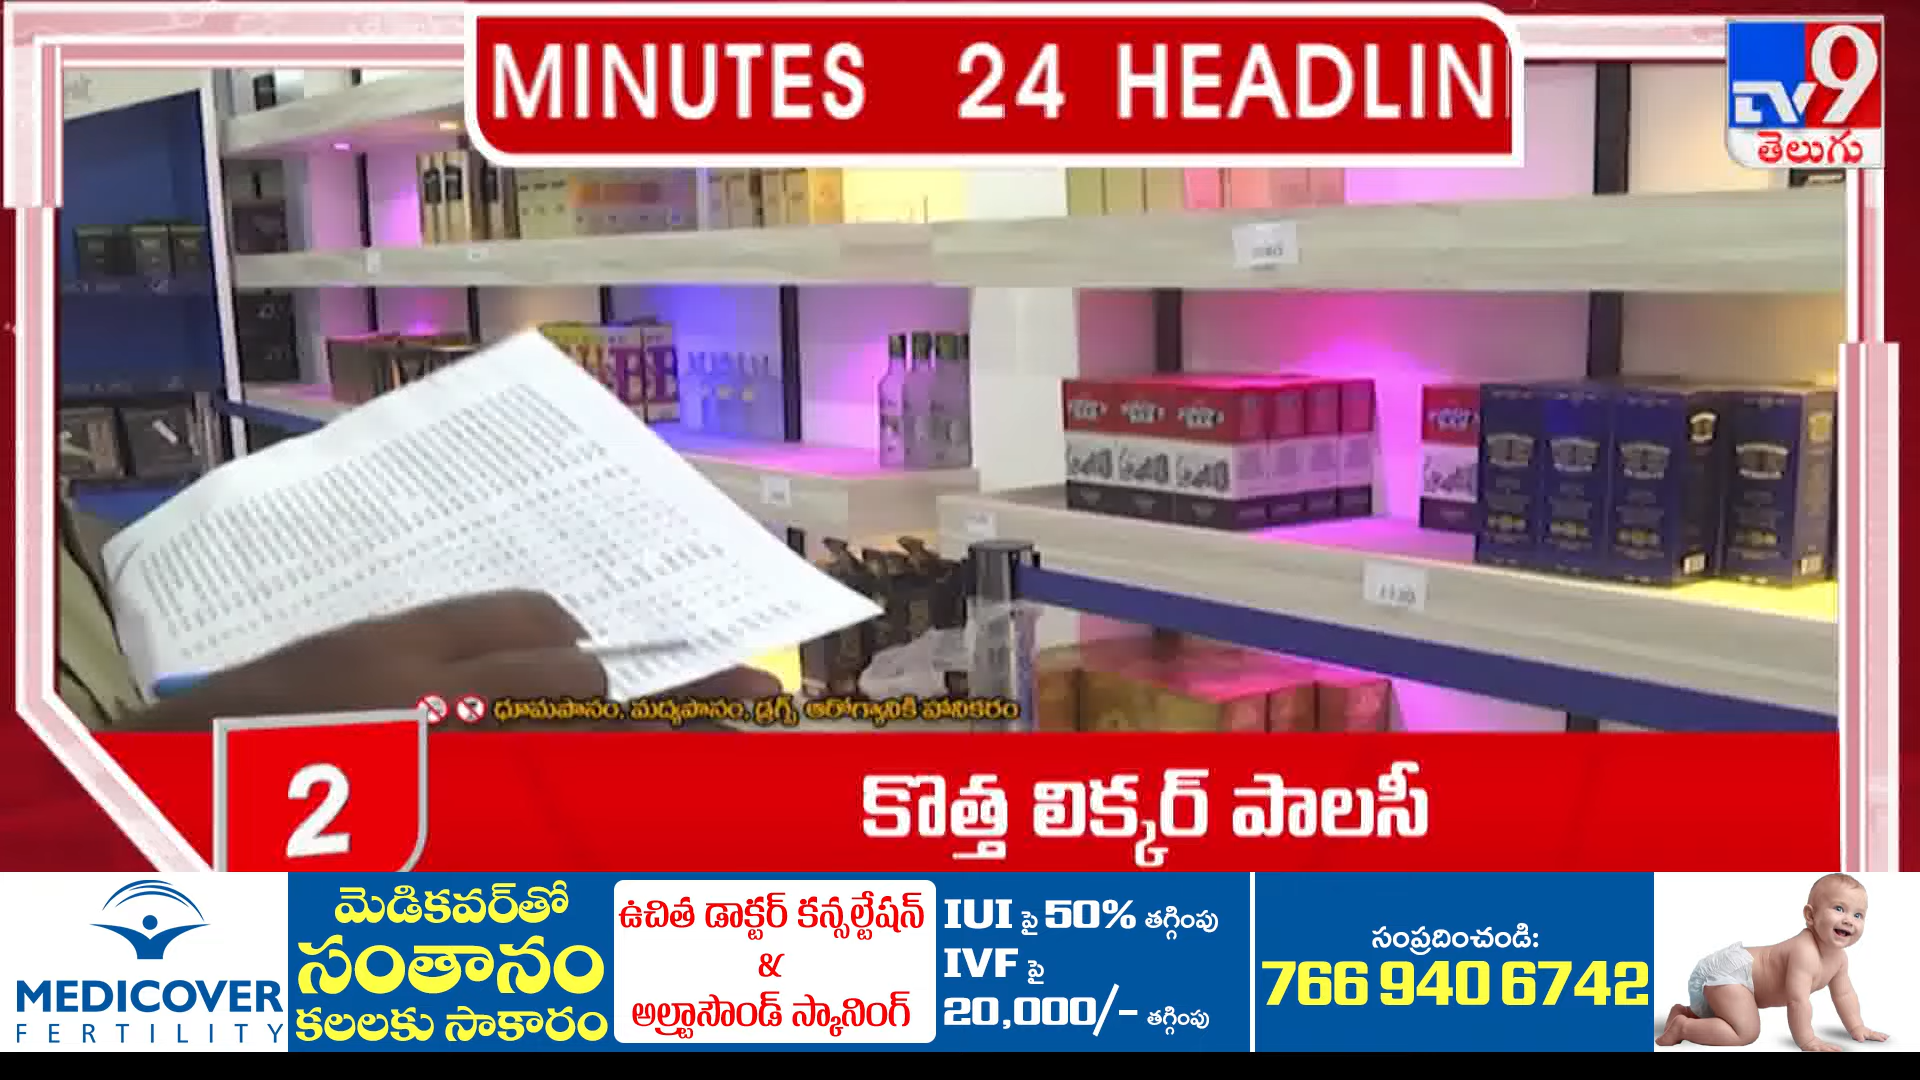 MINUTES 24 HEADLIN
TV9
తెలుగు
ధూమపానం, మద్యపానం, డ్రగ్స్ ఆరోగ్యానికి హానికరం
2
కొత్త లిక్కర్ పాలసీ
MEDICOVER
FERTILITY
మెడికవర్‌తో
సంతానం
కలలకు సాకారం
ఉచిత డాక్టర్ కన్సల్టేషన్
&
అల్ట్రాసౌండ్ స్కానింగ్
IUI పై 50% తగ్గింపు
IVF పై
20,000/- తగ్గింపు
సంప్రదించండి:
766 940 6742